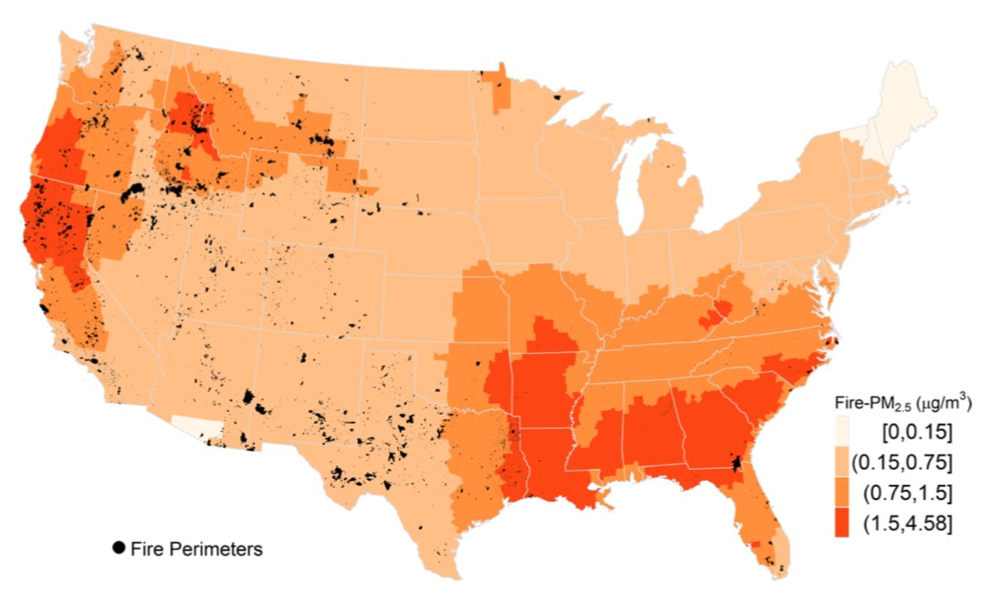 Fire-PM2.5 (μg/m3)
[0,0.15]
(0.15,0.75]
(0.75,1.5]
(1.5,4.58]
Fire Perimeters